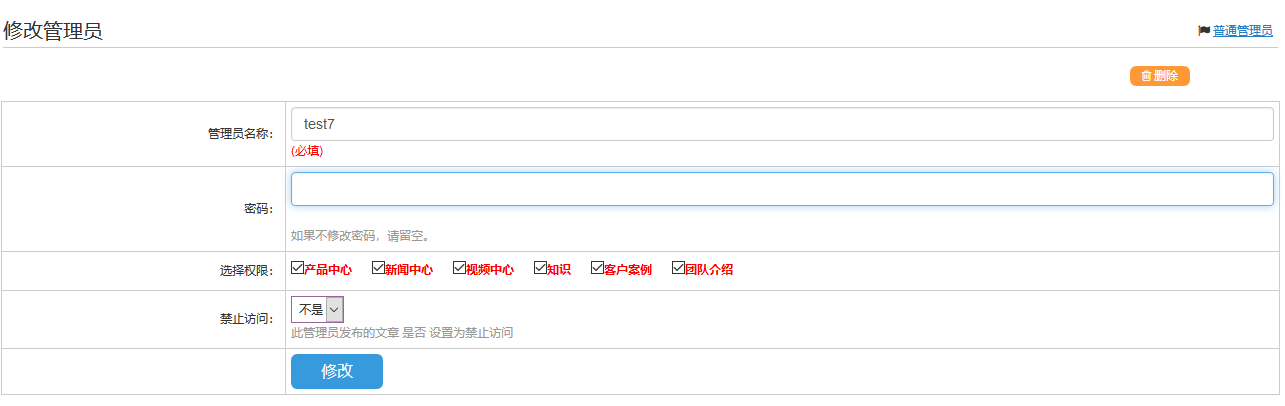 修改管理员
普通管理员
删除
管理员名称：
test7
(必填)
密码：
如果不修改密码，请留空。
选择权限：
产品中心 新闻中心 视频中心 知识 客户案例 团队介绍
禁止访问：
不是
此管理员发布的文章 是否 设置为禁止访问
修改